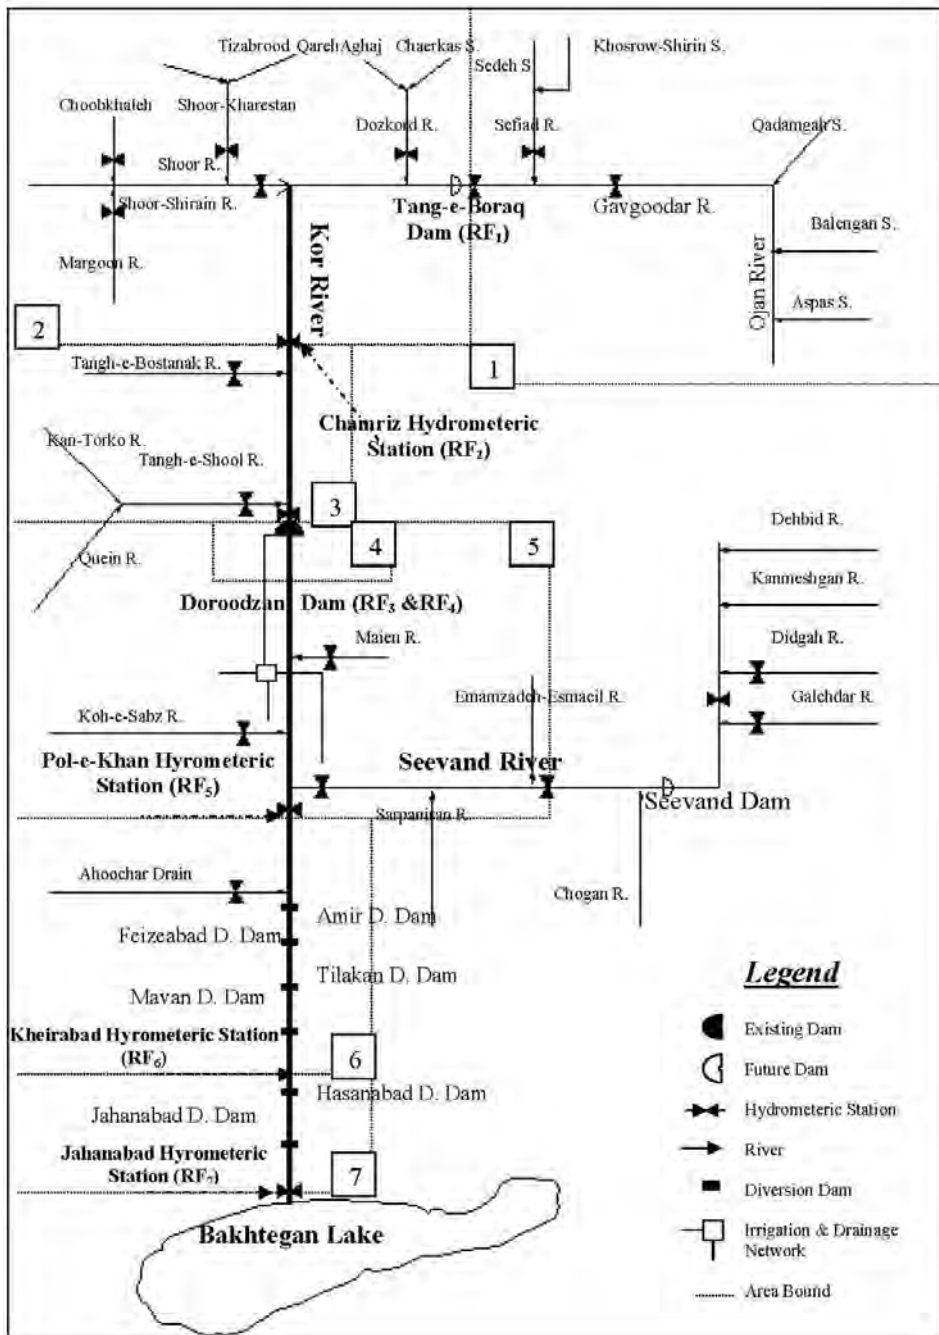 Tizabrood Qareh Aghaj Chaerkas S.
Khosrow-Shirin S.
Sedeh S
Choobkhaleh
Shoor-Kharestan
Dozkord R.
Sefiad R.
Qadamgah S.
Shoor R.
Shoor-Shirain R.
Tang-e-Boraq
Dam (RF₁)
Gavgoodar R.
Balengan S.
Margoon R.
Kor River
Ojan River
Aspas S.
2
1
Tangh-e-Bostanak R.
Chamriz Hydrometeric
Station (RF₂)
Kan-Torko R.
Tangh-e-Shool R.
3
4
5
Dehbid R.
Quein R.
Kanmeshgan R.
Doroodzan Dam (RF₃ &RF₄)
Maien R.
Didgah R.
Emamzadeh-Esmaeil R.
Galehdar R.
Koh-e-Sabz R.
Pol-e-Khan Hyrometeric
Station (RF₅)
Seevand River
Seevand Dam
Sarpaniran R.
Ahoochar Drain
Chogan R.
Amir D. Dam
Feizeabad D. Dam
Tilakan D. Dam
Mavan D. Dam
Kheirabad Hyrometeric Station
(RF₆)
6
Hasanabad D. Dam
Jahanabad D. Dam
Jahanabad Hyrometeric
Station (RF₇)
7
Bakhtegan Lake
Legend
Existing Dam
Future Dam
Hydrometeric Station
River
Diversion Dam
Irrigation & Drainage
Network
Area Bound